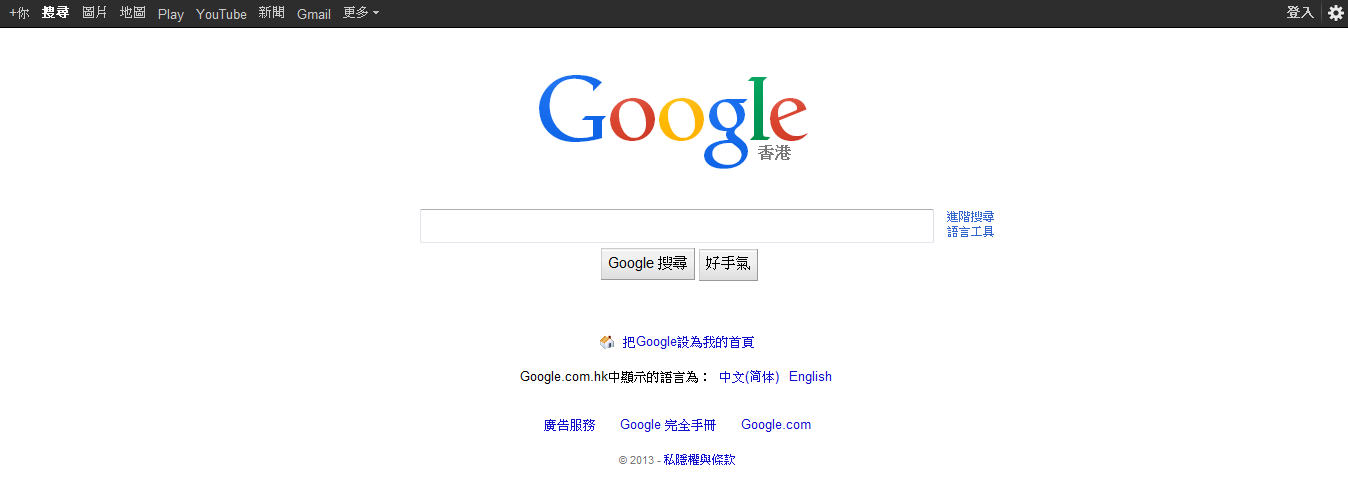 +你 搜尋 圖片 地圖 Play YouTube 新聞 Gmail 更多 登入
Google
香港
進階搜尋
語言工具
Google 搜尋 好手氣
把Google設為我的首頁
Google.com.hk中顯示的語言為： 中文(简体) English
廣告服務 Google 完全手冊 Google.com
© 2013 - 私隱權與條款